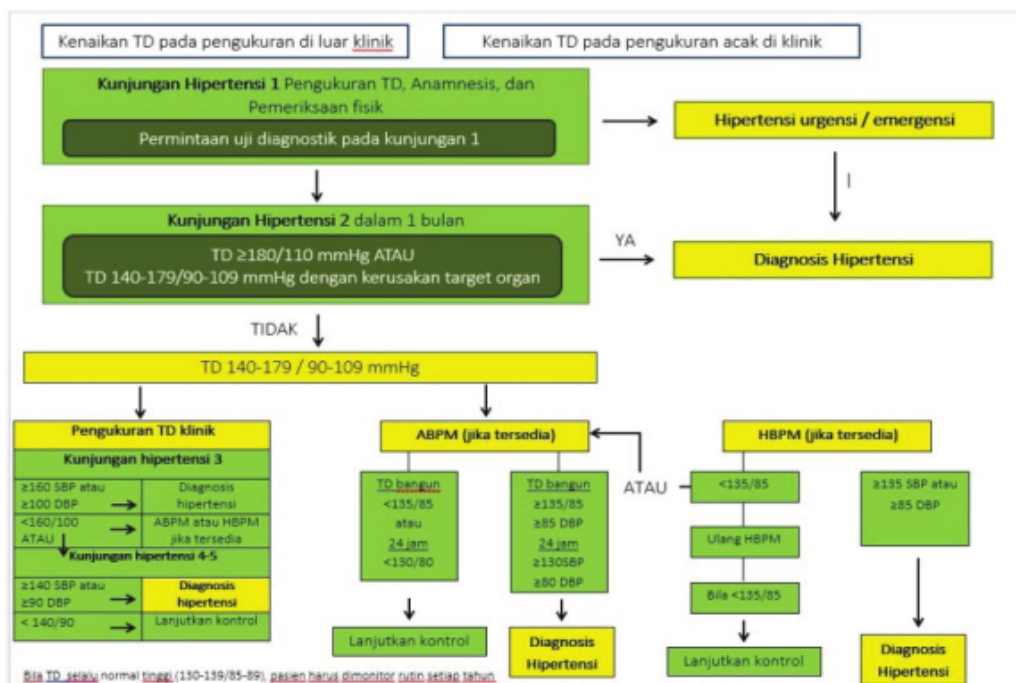 Kenaikan TD pada pengukuran di luar klinik
Kenaikan TD pada pengukuran acak di klinik
Kunjungan Hipertensi 1 Pengukuran TD, Anamnesis, dan
Pemeriksaan fisik
Permintaan uji diagnostik pada kunjungan 1
Hipertensi urgensi / emergensi
I
Kunjungan Hipertensi 2 dalam 1 bulan
TD ≥180/110 mmHg ATAU
TD 140-179/90-109 mmHg dengan kerusakan target organ
YA
Diagnosis Hipertensi
TIDAK
TD 140-179 / 90-109 mmHg
Pengukuran TD klinik
Kunjungan hipertensi 3
≥160 SBP atau
≥100 DBP
Diagnosis
hipertensi
<160/100
ATAU
ABPM atau HBPM
jika tersedia
Kunjungan hipertensi 4-5
≥140 SBP atau
≥90 DBP
Diagnosis
hipertensi
< 140/90
Lanjutkan kontrol
ABPM (jika tersedia)
TD bangun
<135/85
atau
24 jam
<130/80
Lanjutkan kontrol
TD bangun
≥135/85
≥85 DBP
24 jam
≥130SBP
≥80 DBP
Diagnosis
Hipertensi
ATAU
HBPM (jika tersedia)
<135/85
Ulang HBPM
Bila <135/85
Lanjutkan kontrol
≥135 SBP atau
≥85 DBP
Diagnosis
Hipertensi
Bila TD selalu normal tinggi (130-139/85-89), pasien harus dimonitor rutin setiap tahun